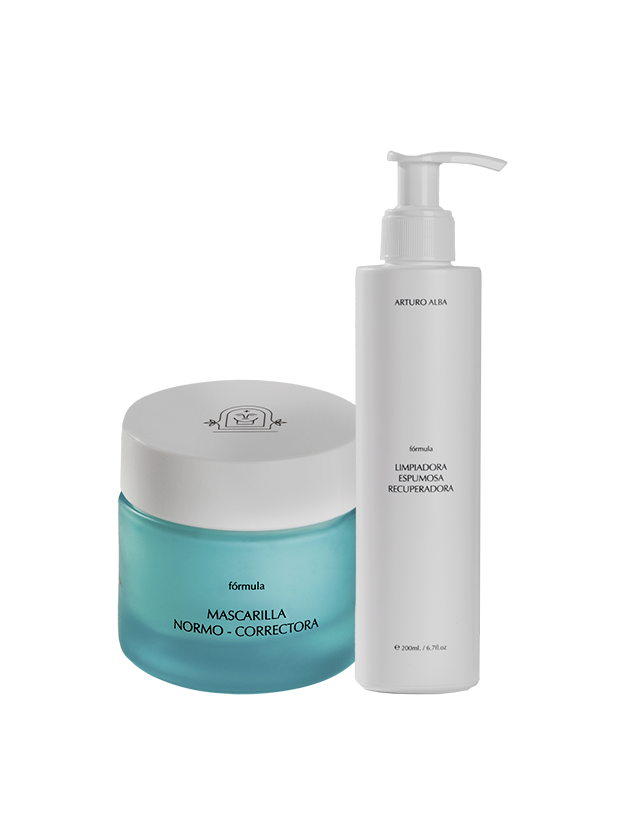 ARTURO ALBA
fórmula
LIMPIADORA
ESPUMOSA
RECUPERADORA
℮ 200ml. / 6.7fl.oz
fórmula
MASCARILLA
NORMO - CORRECTORA